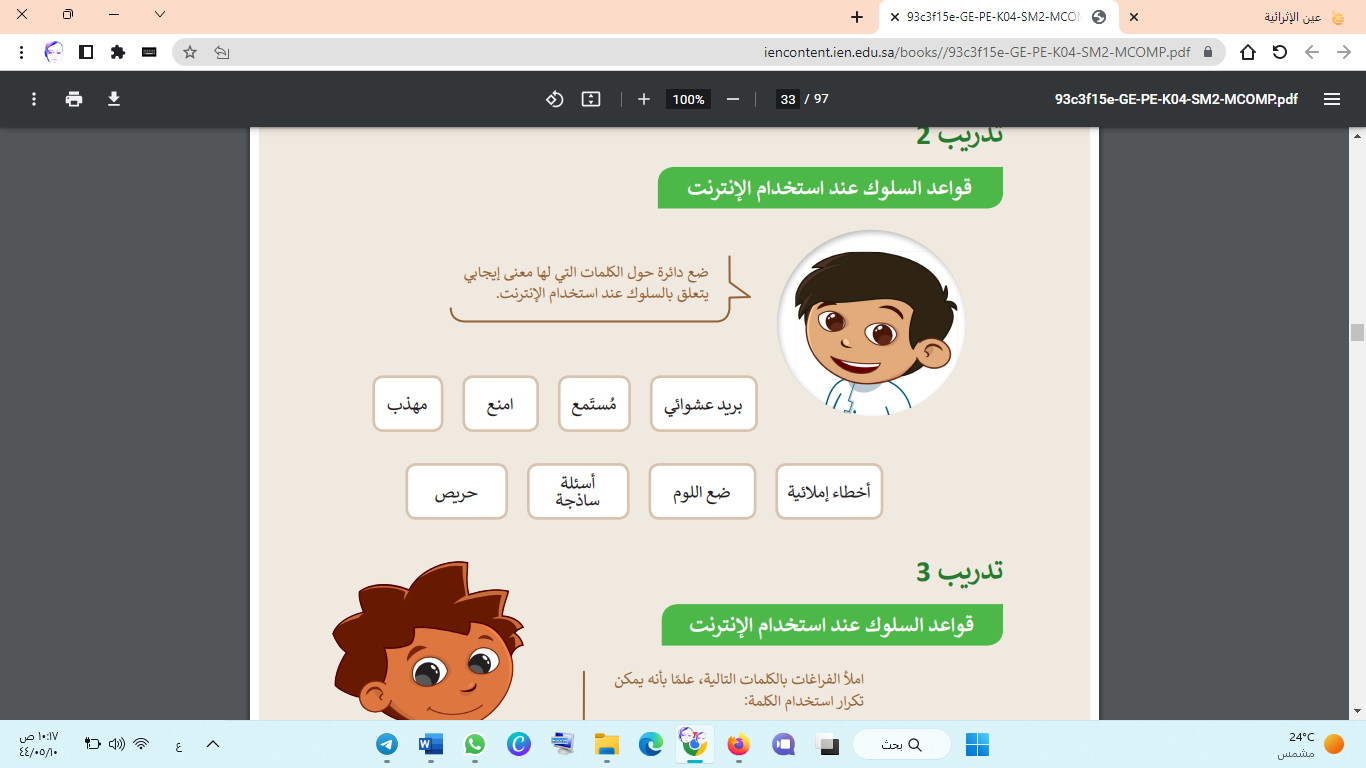 عين الإثرائية
93c3f15e-GE-PE-K04-SM2-MCOM
iencontent.ien.edu.sa/books//93c3f15e-GE-PE-K04-SM2-MCOMP.pdf
93c3f15e-GE-PE-K04-SM2-MCOMP.pdf
33 / 97
100%
تدريب 2
قواعد السلوك عند استخدام الإنترنت
ضع دائرة حول الكلمات التي لها معنى إيجابي
يتعلق بالسلوك عند استخدام الإنترنت.
بريد عشوائي
مُستَمع
امنع
مهذب
أخطاء إملائية
ضع اللوم
أسئلة
ساذجة
حريص
تدريب 3
قواعد السلوك عند استخدام الإنترنت
املأ الفراغات بالكلمات التالية، علمًا بأنه يمكن
تكرار استخدام الكلمة:
24°C
مشمس
بحث
ع
١٠:١٧ ص
٤٤/٠٥/١٠